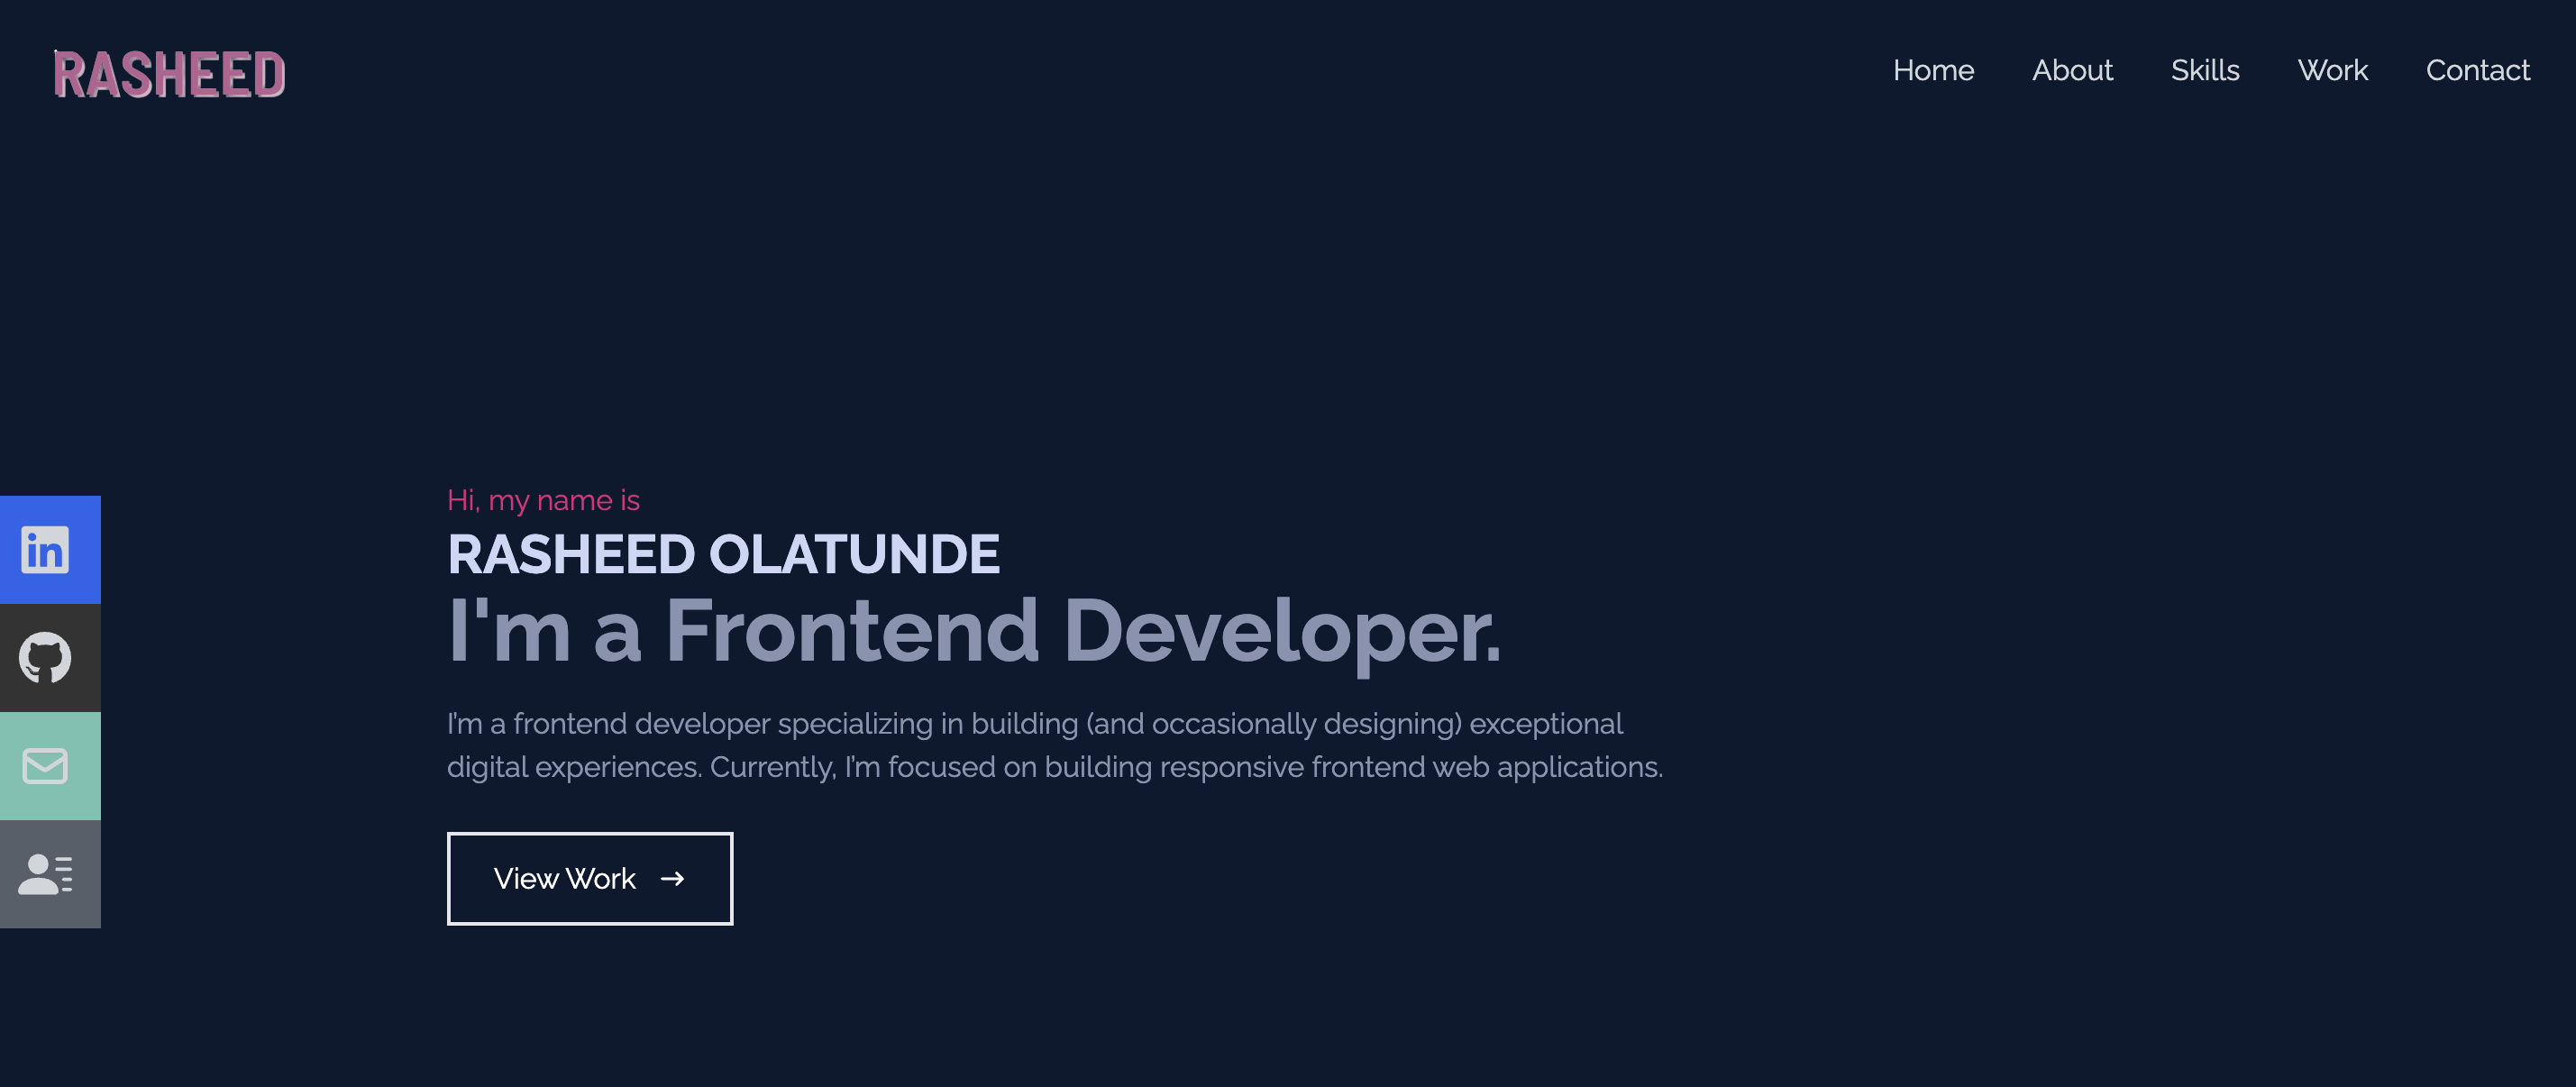 RASHEED
Home About Skills Work Contact
Hi, my name is
RASHEED OLATUNDE
I'm a Frontend Developer.
I'm a frontend developer specializing in building (and occasionally designing) exceptional
digital experiences. Currently, I'm focused on building responsive frontend web applications.
in
View Work